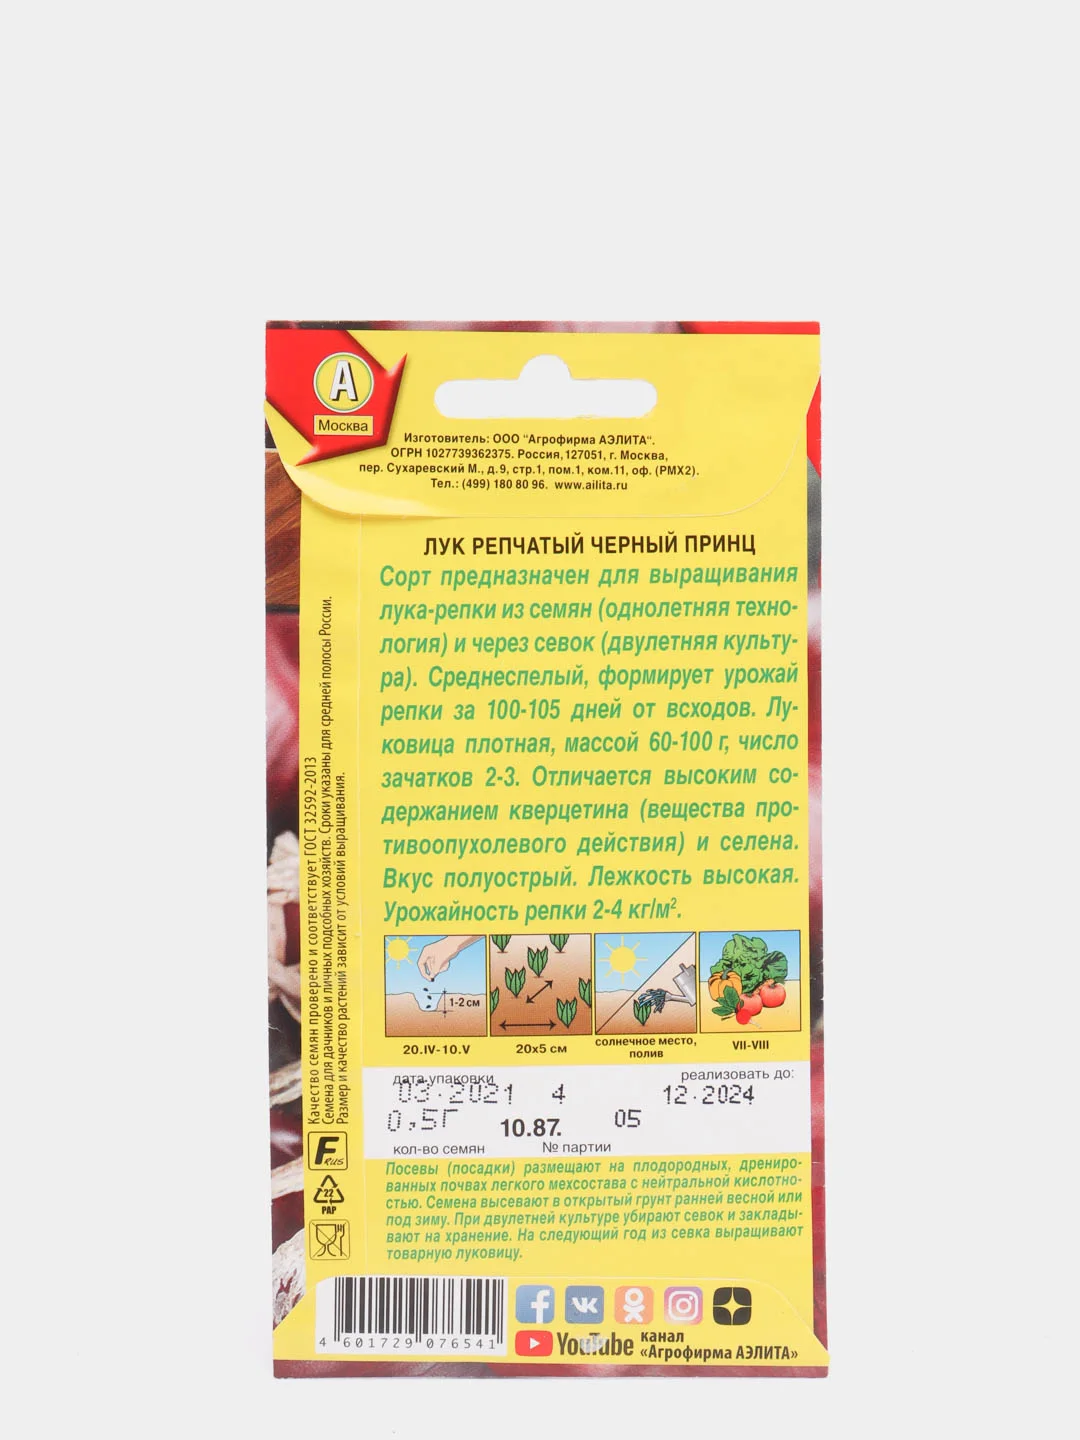 А
Москва
Изготовитель: ООО "Агрофирма АЭЛИТА".
ОГРН 1027739362375. Россия, 127051, г. Москва,
пер. Сухаревский М., д.9, стр.1, пом.1, ком.11, оф. (РМХ2).
Тел.: (499) 180 80 96. www.ailita.ru
ЛУК РЕПЧАТЫЙ ЧЕРНЫЙ ПРИНЦ
Сорт предназначен для выращивания
лука-репки из семян (однолетняя техно-
логия) и через севок (двулетняя культу-
ра). Среднеспелый, формирует урожай
репки за 100-105 дней от всходов. Лу-
ковица плотная, массой 60-100 г, число
зачатков 2-3. Отличается высоким со-
держанием кверцетина (вещества про-
тивоопухолевого действия) и селена.
Вкус полуострый. Лежкость высокая.
Урожайность репки 2-4 кг/м².
1-2 см
20.IV-10.V
20x5 см
солнечное место,
полив
VII-VIII
дата упаковки
реализовать до:
03.2021 4 12.2024
0,5Г 10.87. 05
кол-во семян № партии
Посевы (посадки) размещают на плодородных, дрениро-
ванных почвах легкого мехсостава с нейтральной кислотно-
стью. Семена высевают в открытый грунт ранней весной или
под зиму. При двулетней культуре убирают севок и заклады-
вают на хранение. На следующий год из севка выращивают
товарную луковицу.
Качество семян проверено и соответствует ГОСТ 32592-2013
Семена для дачников и личных подсобных хозяйств. Сроки указаны для средней полосы России.
Размер и качество растений зависит от условий выращивания.
F RUS
22
PAP
4 601729 076541
YouTube
канал
«Агрофирма АЭЛИТА»